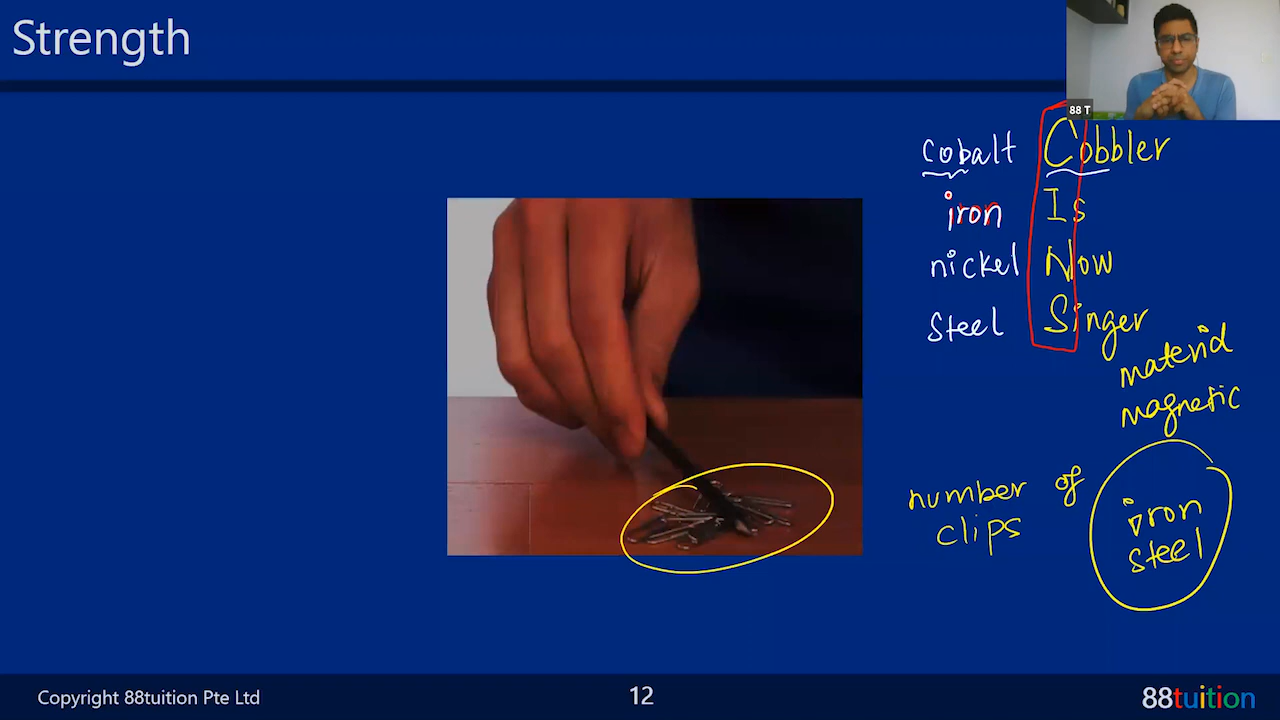 Strength
88 T
cobalt Cobbler
iron Is
nickel Now
Steel Singer
material
magnetic
number of
clips
iron
steel
Copyright 88tuition Pte Ltd
12
88tuition